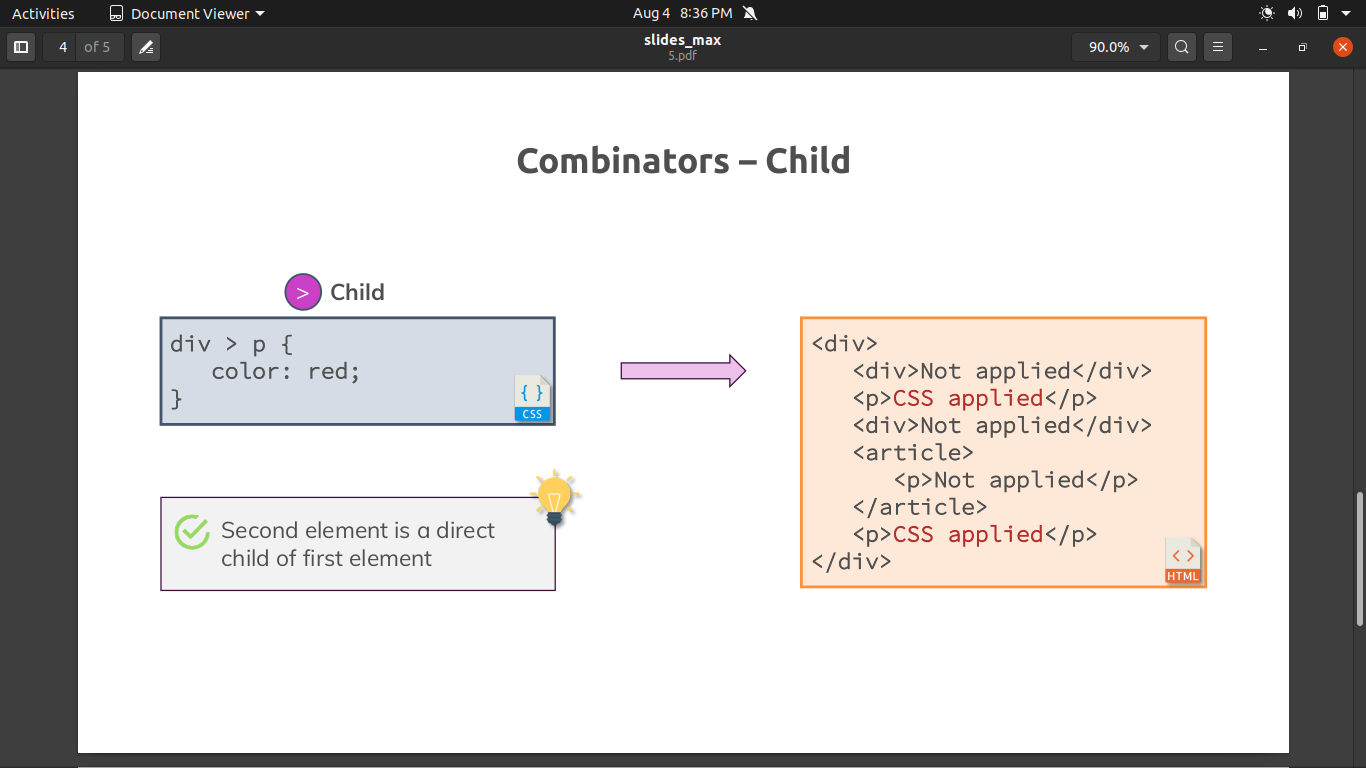 Activities
Document Viewer
Aug 4 8:36 PM
4 of 5
slides_max
5.pdf
90.0%
Combinators – Child
> Child
div > p {
   color: red;
}
{ }
CSS
Second element is a direct
child of first element
<div>
   <div>Not applied</div>
   <p>CSS applied</p>
   <div>Not applied</div>
   <article>
      <p>Not applied</p>
   </article>
   <p>CSS applied</p>
</div>
< >
HTML